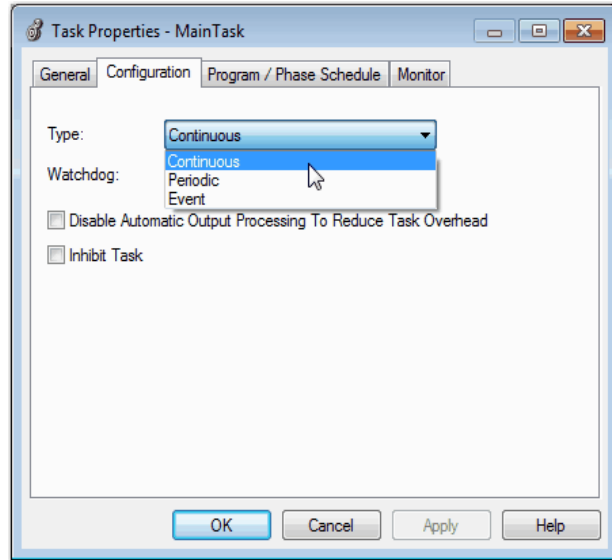 Task Properties - MainTask
General Configuration Program / Phase Schedule Monitor
Type: Continuous
Continuous
Watchdog:
Periodic
Event
Disable Automatic Output Processing To Reduce Task Overhead
Inhibit Task
OK Cancel Apply Help